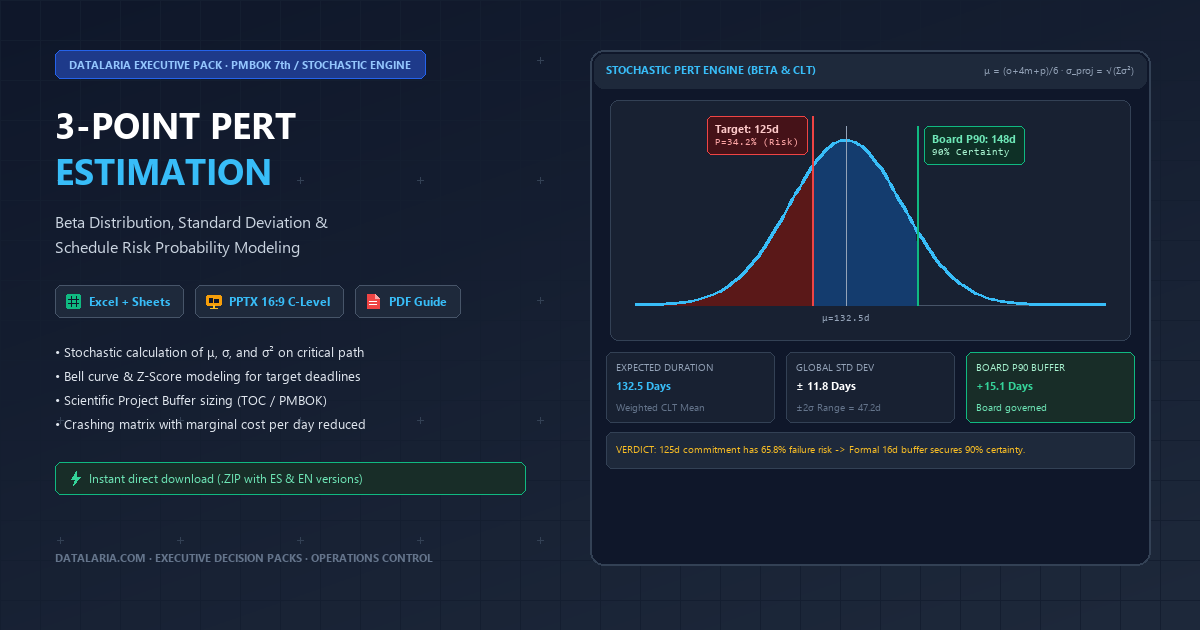 DATALARIA EXECUTIVE PACK · PMBOK 7th / STOCHASTIC ENGINE
3-POINT PERT
ESTIMATION
Beta Distribution, Standard Deviation &
Schedule Risk Probability Modeling
Excel + Sheets
PPTX 16:9 C-Level
PDF Guide
• Stochastic calculation of μ, σ, and σ² on critical path
• Bell curve & Z-Score modeling for target deadlines
• Scientific Project Buffer sizing (TOC / PMBOK)
• Crashing matrix with marginal cost per day reduced
Instant direct download (.ZIP with ES & EN versions)
DATALARIA.COM · EXECUTIVE DECISION PACKS · OPERATIONS CONTROL
STOCHASTIC PERT ENGINE (BETA & CLT)
μ = (o+4m+p)/6 · σ_proj = √(Σσ²)
Target: 125d
P=34.2% (Risk)
Board P90: 148d
90% Certainty
μ=132.5d
EXPECTED DURATION
132.5 Days
Weighted CLT Mean
GLOBAL STD DEV
± 11.8 Days
±2σ Range = 47.2d
BOARD P90 BUFFER
+15.1 Days
Board governed
VERDICT: 125d commitment has 65.8% failure risk -> Formal 16d buffer secures 90% certainty.